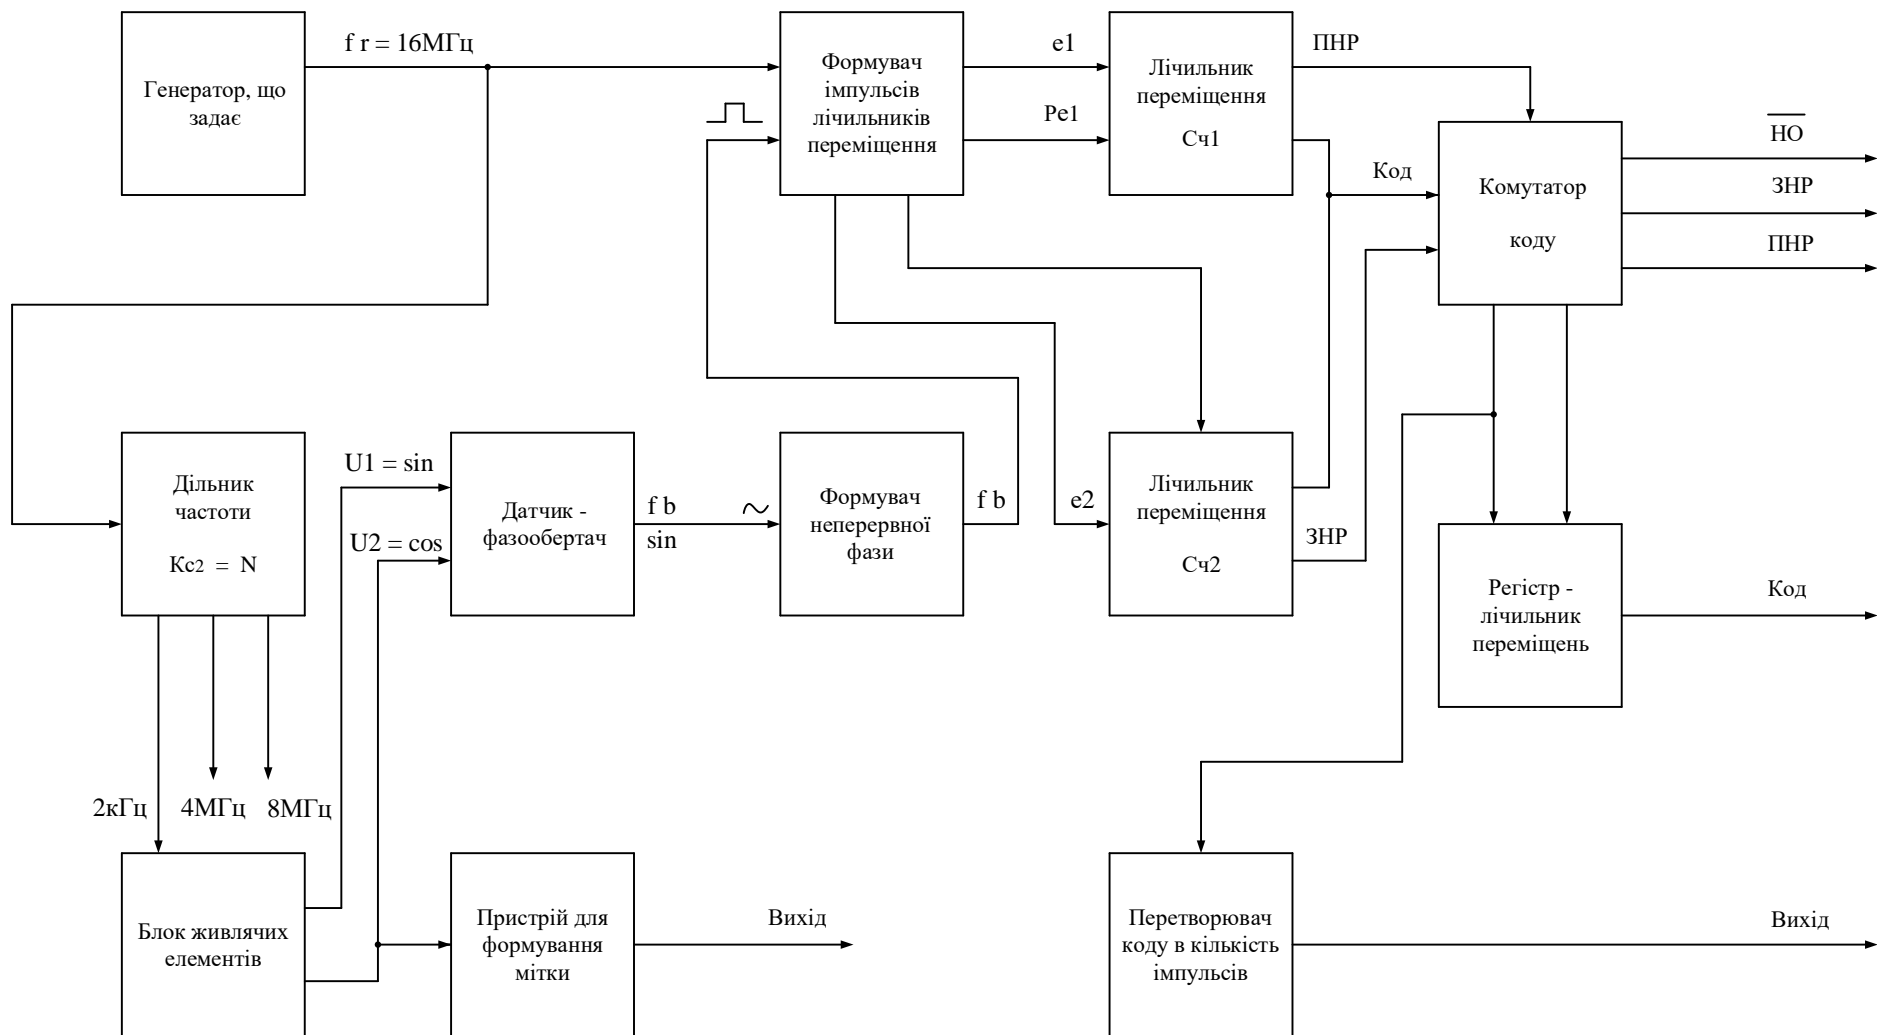 Генератор, що
задає
f r = 16МГц
Формувач
імпульсів
лічильників
переміщення
e1
Pe1
Лічильник
переміщення
Сч1
ПНР
Код
Комутатор
коду
НО
ЗНР
ПНР
Дільник
частоти
Кс2 = N
U1 = sin
U2 = cos
Датчик -
фазообертач
f b
sin
Формувач
неперервної
фази
f b
e2
Лічильник
переміщення
Сч2
ЗНР
Регістр -
лічильник
переміщень
Код
2кГц
4МГц
8МГц
Блок живлячих
елементів
Пристрій для
формування
мітки
Вихід
Перетворювач
коду в кількість
імпульсів
Вихід